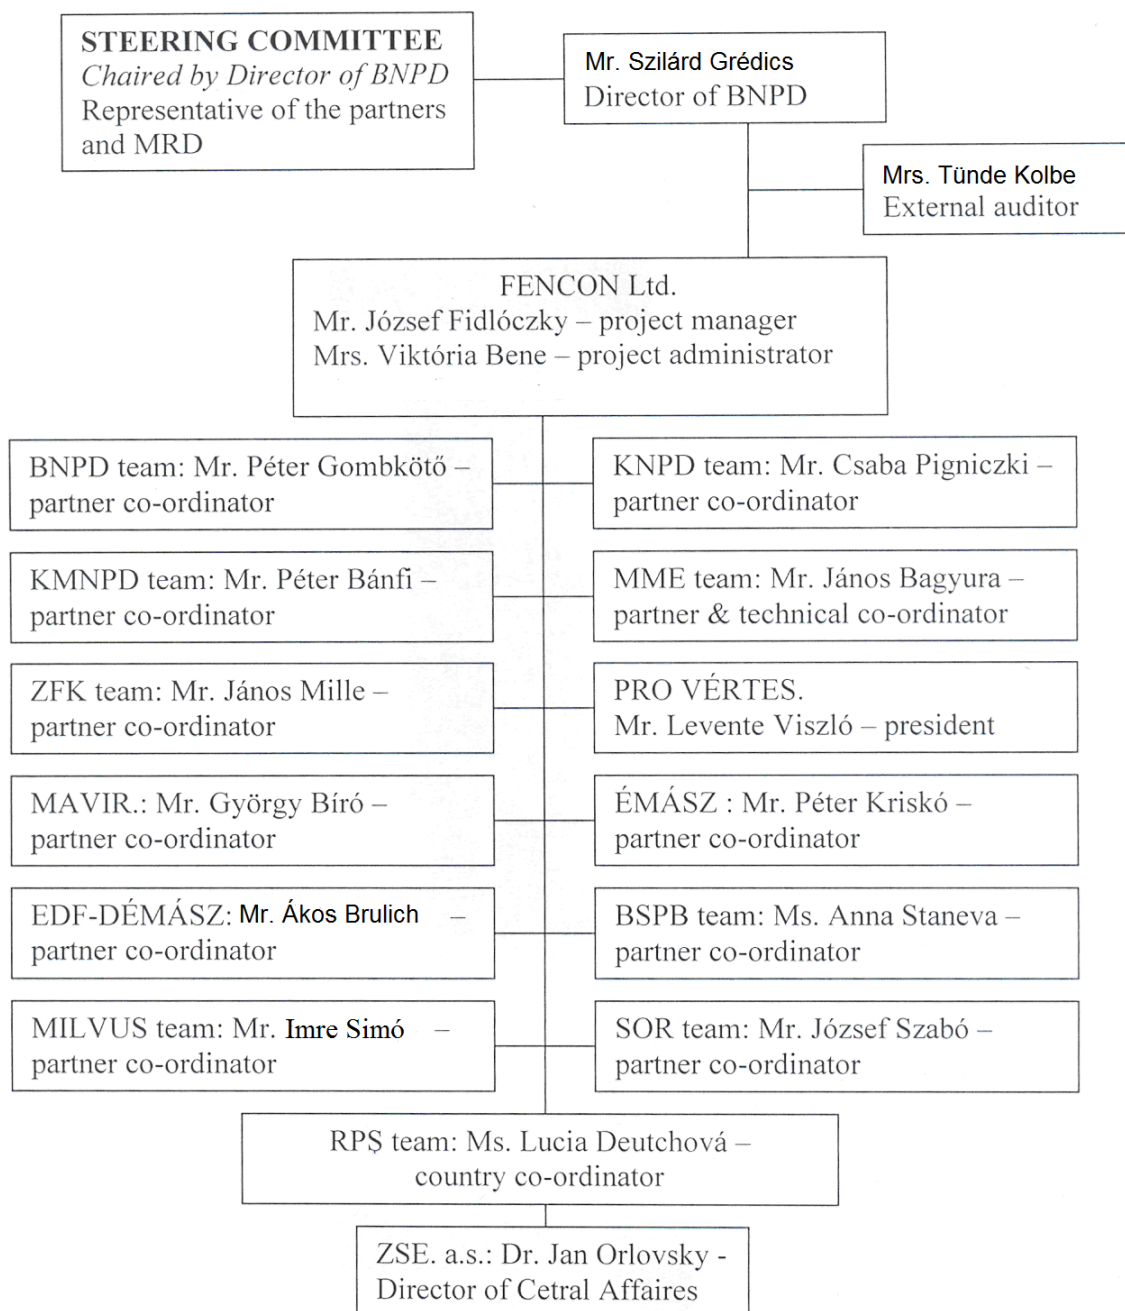 STEERING COMMITTEE
Chaired by Director of BNPD
Representative of the partners
and MRD
Mr. Szilárd Grédics
Director of BNPD
Mrs. Tünde Kolbe
External auditor
FENCON Ltd.
Mr. József Fidlóczky – project manager
Mrs. Viktória Bene – project administrator
BNPD team: Mr. Péter Gombkötő –
partner co-ordinator
KNPD team: Mr. Csaba Pigniczki –
partner co-ordinator
KMNPD team: Mr. Péter Bánfi –
partner co-ordinator
MME team: Mr. János Bagyura –
partner & technical co-ordinator
ZFK team: Mr. János Mille –
partner co-ordinator
PRO VÉRTES.
Mr. Levente Viszló – president
MAVIR.: Mr. György Bíró –
partner co-ordinator
ÉMÁSZ : Mr. Péter Kriskó –
partner co-ordinator
EDF-DÉMÁSZ: Mr. Ákos Brulich –
partner co-ordinator
BSPB team: Ms. Anna Staneva –
partner co-ordinator
MILVUS team: Mr. Imre Simó –
partner co-ordinator
SOR team: Mr. József Szabó –
partner co-ordinator
RPS team: Ms. Lucia Deutchová –
country co-ordinator
ZSE. a.s.: Dr. Jan Orlovsky -
Director of Cetral Affaires